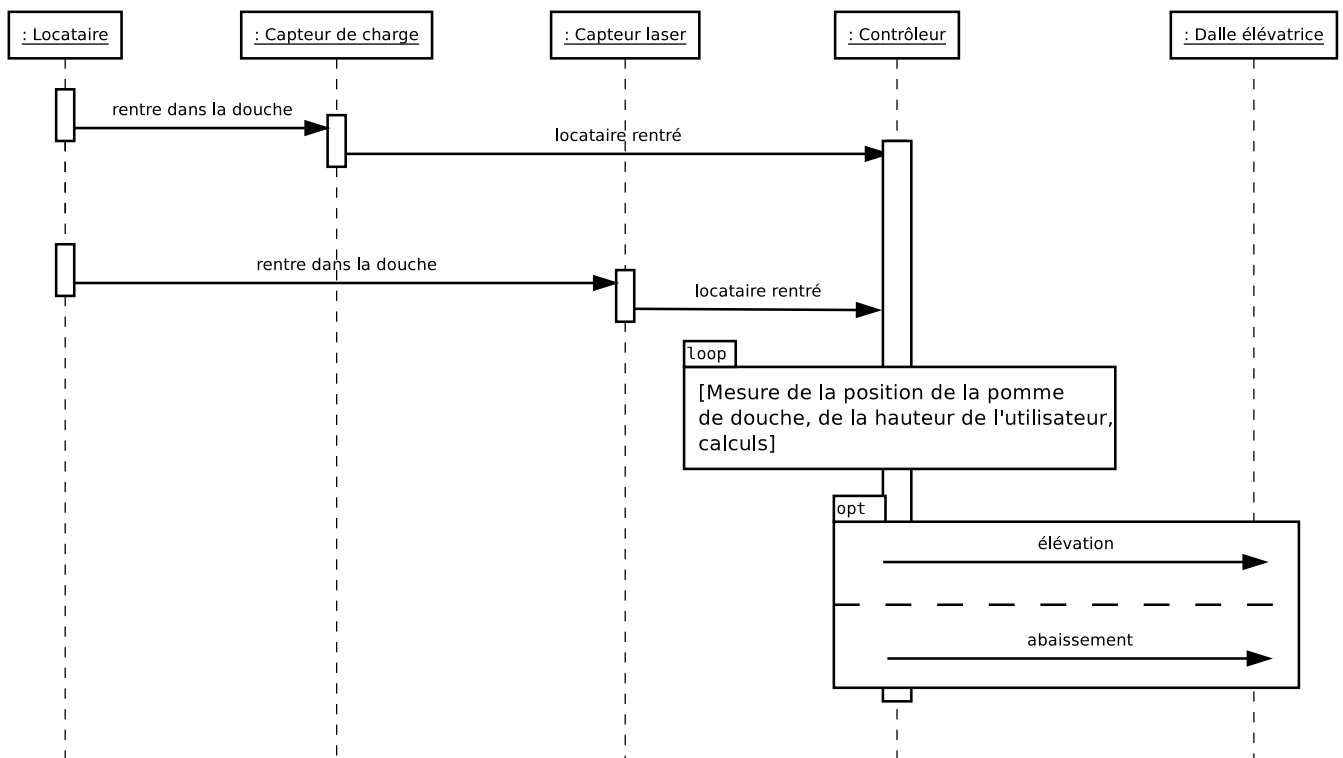 : Locataire
: Capteur de charge
: Capteur laser
: Contrôleur
: Dalle élévatrice
rentre dans la douche
locataire rentré
rentre dans la douche
locataire rentré
loop
[Mesure de la position de la pomme
de douche, de la hauteur de l'utilisateur,
calculs]
opt
élévation
abaissement